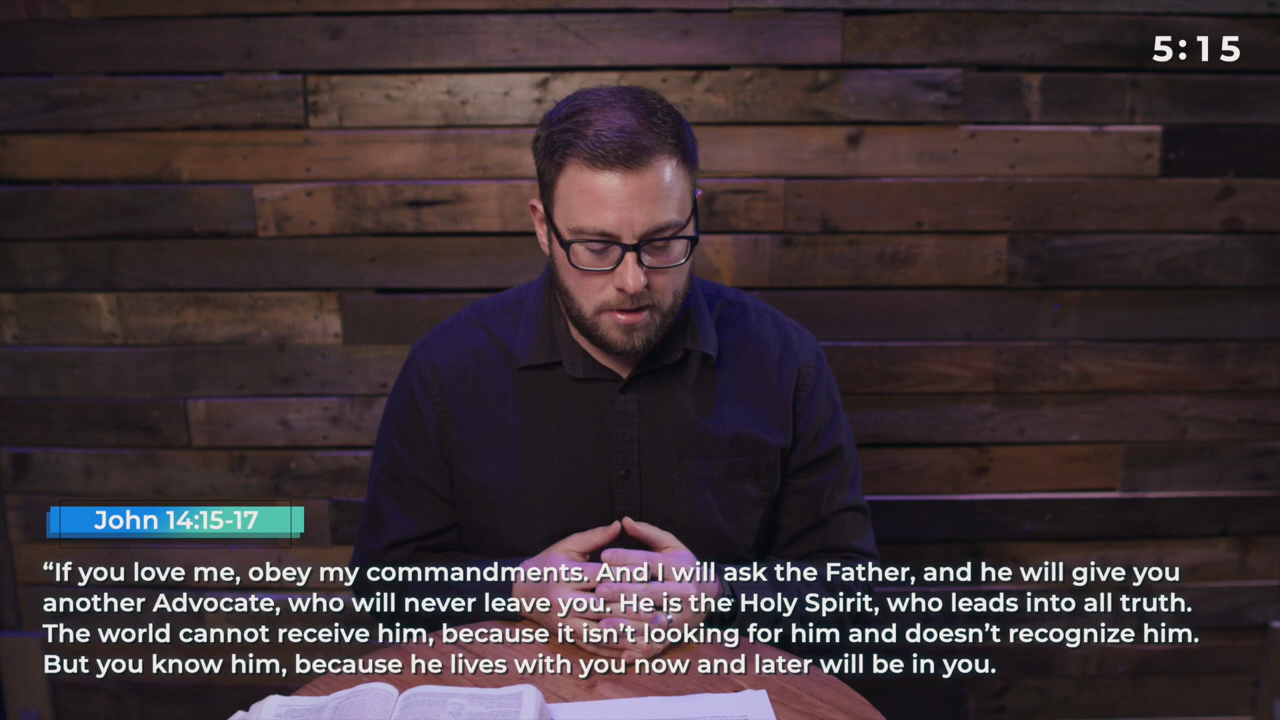 5:15
John 14:15-17
“If you love me, obey my commandments. And I will ask the Father, and he will give you
another Advocate, who will never leave you. He is the Holy Spirit, who leads into all truth.
The world cannot receive him, because it isn’t looking for him and doesn’t recognize him.
But you know him, because he lives with you now and later will be in you.